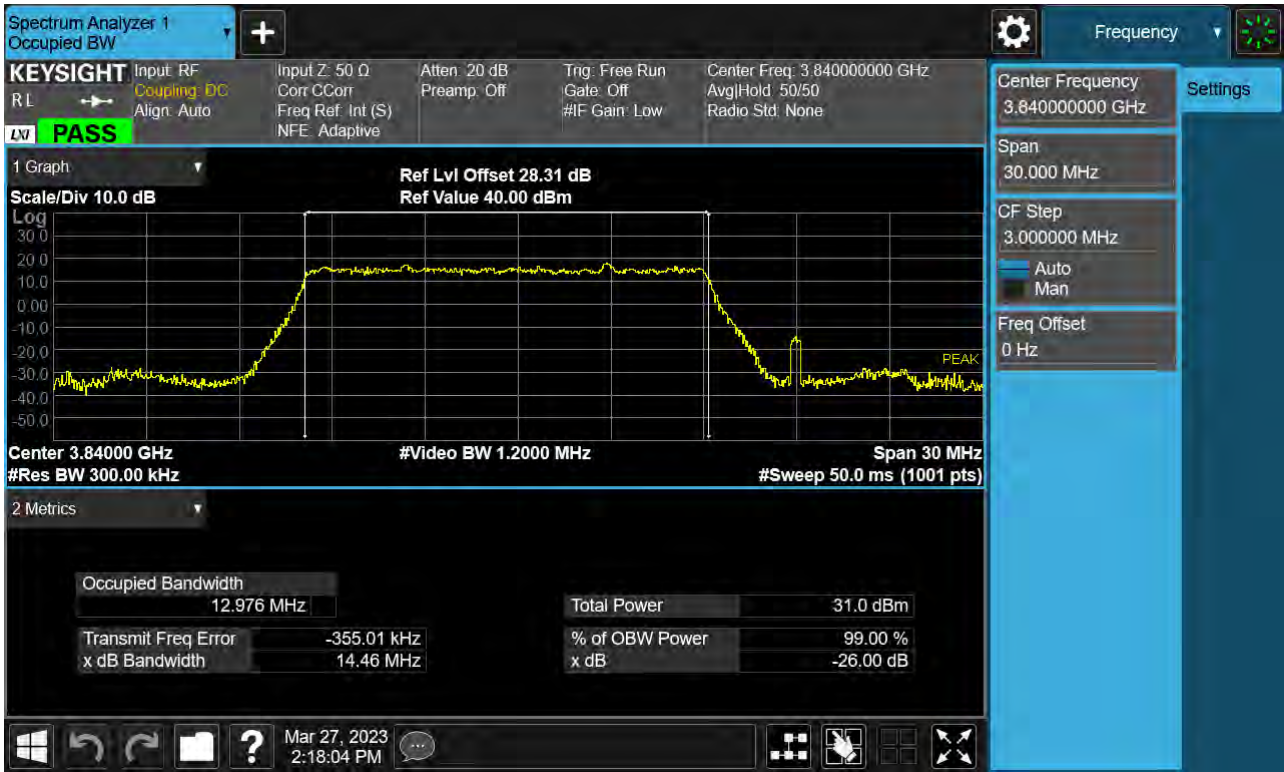 Spectrum Analyzer 1
Occupied BW
+
Frequency
KEYSIGHT
RL
LXI
PASS
Input: RF
Coupling: DC
Align: Auto
Input Z: 50 Ω
Corr CCorr
Freq Ref: Int (S)
NFE: Adaptive
Atten: 20 dB
Preamp: Off
Trig: Free Run
Gate: Off
#IF Gain: Low
Center Freq: 3.840000000 GHz
Avg|Hold: 50/50
Radio Std: None
Center Frequency
3.840000000 GHz
Settings
Span
30.000 MHz
CF Step
3.000000 MHz
Auto
Man
Freq Offset
0 Hz
1 Graph
Scale/Div 10.0 dB
Ref Lvl Offset 28.31 dB
Ref Value 40.00 dBm
Log
30.0
20.0
10.0
0.00
-10.0
-20.0
-30.0
-40.0
-50.0
PEAK
Center 3.84000 GHz
#Video BW 1.2000 MHz
Span 30 MHz
#Res BW 300.00 kHz
#Sweep 50.0 ms (1001 pts)
2 Metrics
Occupied Bandwidth
12.976 MHz
Total Power 31.0 dBm
Transmit Freq Error -355.01 kHz
% of OBW Power 99.00 %
x dB Bandwidth 14.46 MHz
x dB -26.00 dB
?
Mar 27, 2023
2:18:04 PM